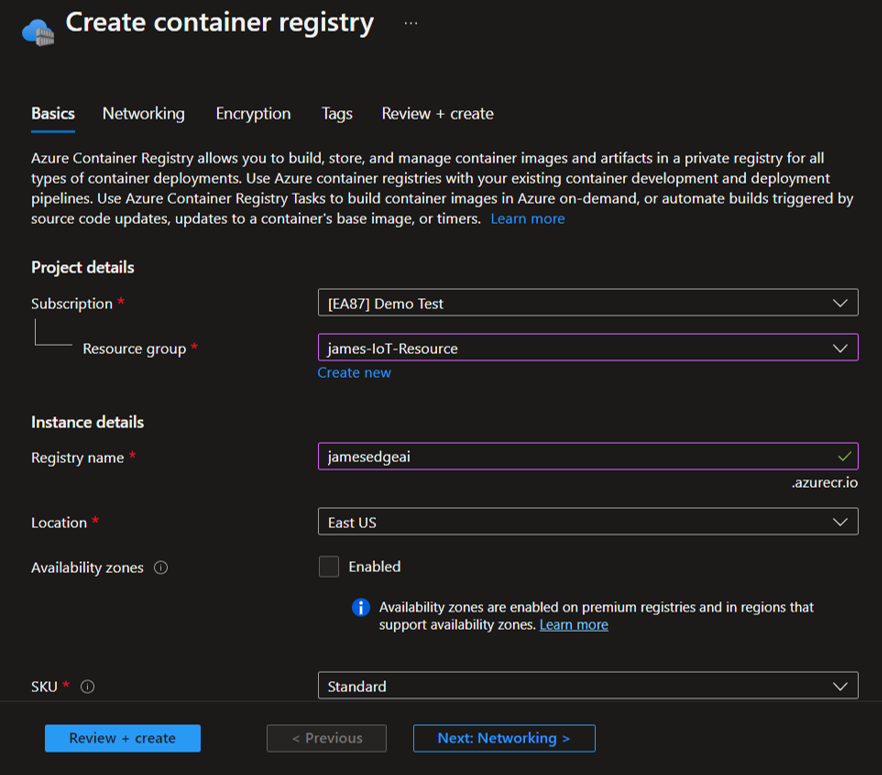 Create container registry ...
Basics Networking Encryption Tags Review + create
Azure Container Registry allows you to build, store, and manage container images and artifacts in a private registry for all
types of container deployments. Use Azure container registries with your existing container development and deployment
pipelines. Use Azure Container Registry Tasks to build container images in Azure on-demand, or automate builds triggered by
source code updates, updates to a container's base image, or timers. Learn more
Project details
Subscription * [EA87] Demo Test
Resource group * james-IoT-Resource
Create new
Instance details
Registry name * jamesedgeai
.azurecr.io
Location * East US
Availability zones Enabled
Availability zones are enabled on premium registries and in regions that
support availability zones. Learn more
SKU * Standard
Review + create < Previous Next: Networking >